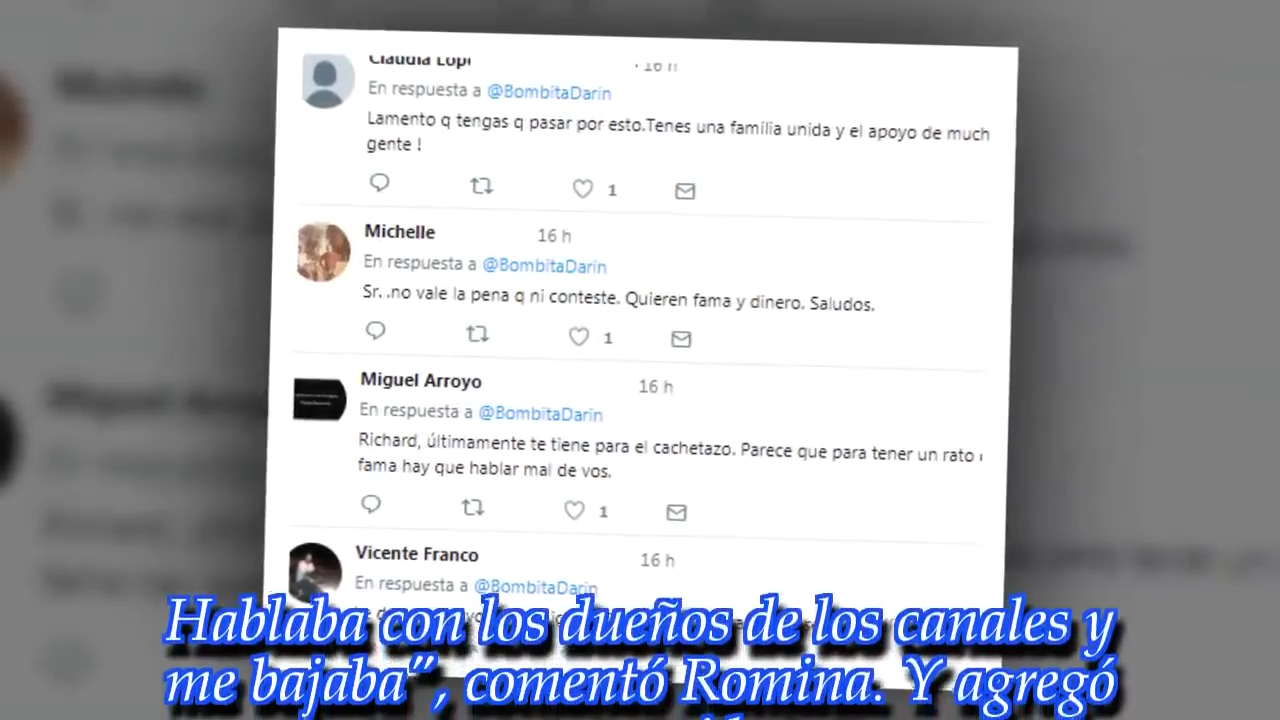 Claudia Lopi
· 16 h
En respuesta a @BombitaDarin
Lamento q tengas q pasar por esto.Tenes una familia unida y el apoyo de much
gente !
1
Michelle 16 h
En respuesta a @BombitaDarin
Sr. .no vale la pena q ni conteste. Quieren fama y dinero. Saludos.
1
Miguel Arroyo 16 h
En respuesta a @BombitaDarin
Richard, últimamente te tiene para el cachetazo. Parece que para tener un rato
fama hay que hablar mal de vos.
1
Vicente Franco 16 h
En respuesta a @BombitaDarin
Hablaba con los dueños de los canales y
me bajaba”, comentó Romina. Y agregó